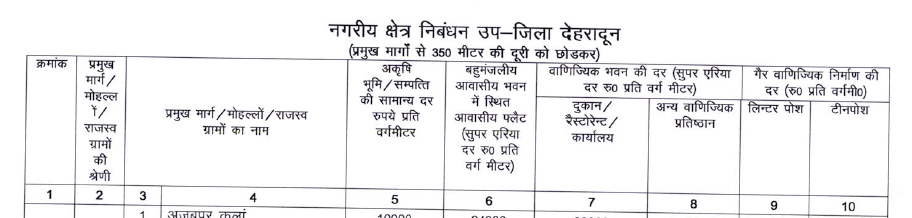 नगरीय क्षेत्र निबंधन उप–जिला देहरादून
(प्रमुख मार्गों से 350 मीटर की दूरी को छोडकर)
क्रमांक
प्रमुख
मार्ग/
मोहल्ल
ों/
राजस्व
ग्रामों
की
श्रेणी
प्रमुख मार्ग/मोहल्लों/राजस्व
ग्रामों का नाम
अकृषि
भूमि/सम्पत्ति
की सामान्य दर
रुपये प्रति
वर्गमीटर
बहुमंजलीय
आवासीय भवन
में स्थित
आवासीय फ्लैट
(सुपर एरिया
दर रु0 प्रति
वर्ग मीटर)
वाणिज्यिक भवन की दर (सुपर एरिया
दर रु0 प्रति वर्ग मीटर)
दुकान/
रैस्टोरेन्ट/
कार्यालय
अन्य वाणिज्यिक
प्रतिष्ठान
गैर वाणिज्यिक निर्माण की
दर (रु0 प्रति वर्गमी0)
लिन्टर पोश
टीनपोश
1 2 3 4 5 6 7 8 9 10
1 अजबपुर कलां